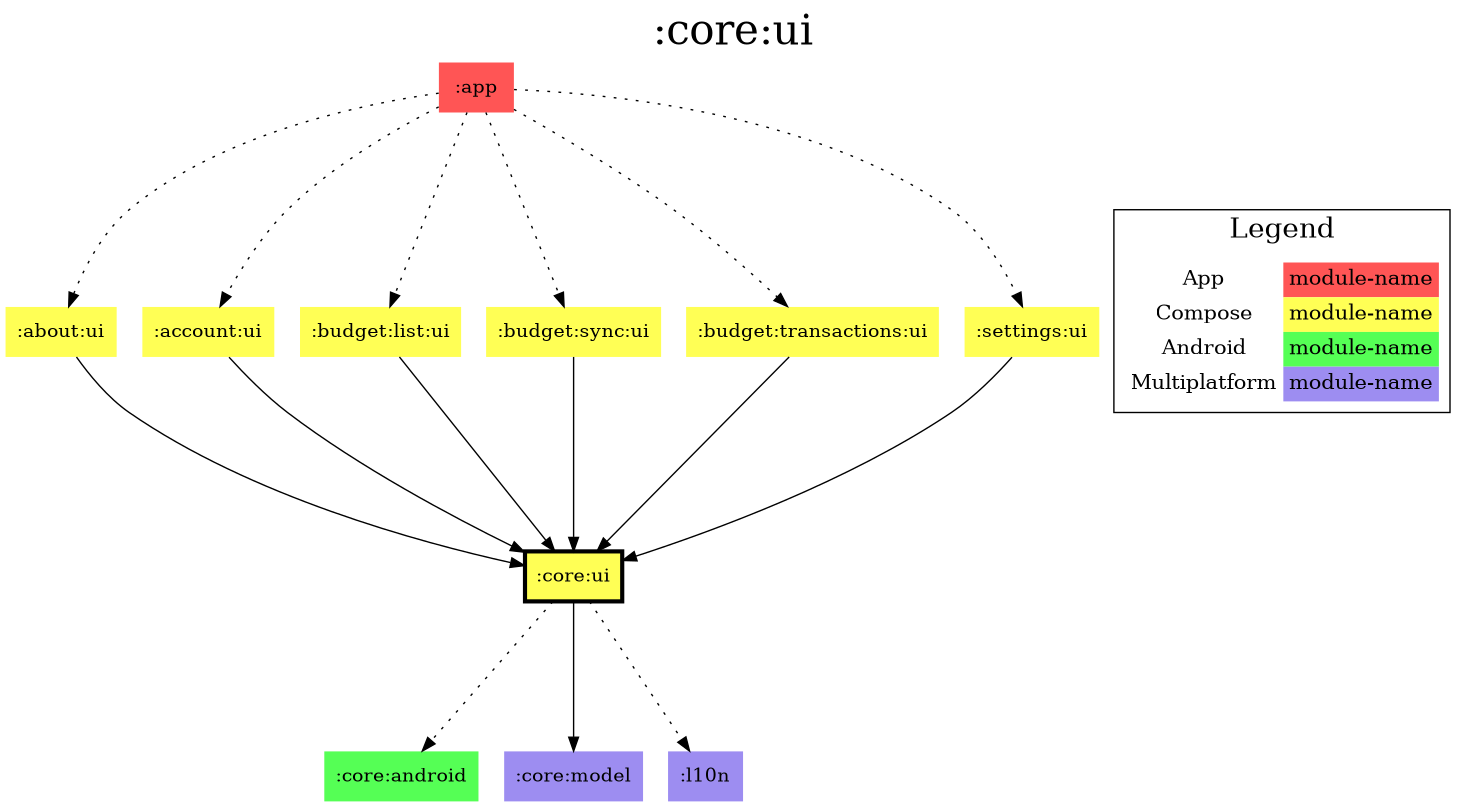 :core:ui
:app
:about:ui
:account:ui
:budget:list:ui
:budget:sync:ui
:budget:transactions:ui
:settings:ui
Legend
App module-name
Compose module-name
Android module-name
Multiplatform module-name
:core:ui
:core:android
:core:model
:l10n